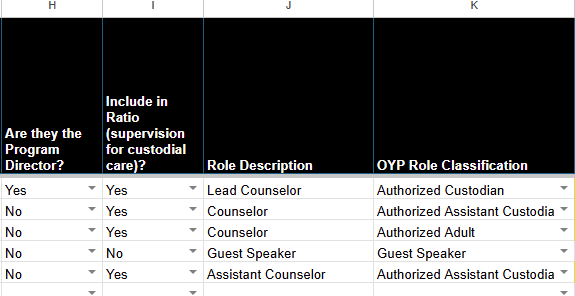 H I J K
Are they the Program Director? Include in Ratio (supervision for custodial care)? Role Description OYP Role Classification
Yes Yes Lead Counselor Authorized Custodian
No Yes Counselor Authorized Assistant Custodia
No Yes Counselor Authorized Adult
No No Guest Speaker Guest Speaker
No Yes Assistant Counselor Authorized Assistant Custodia